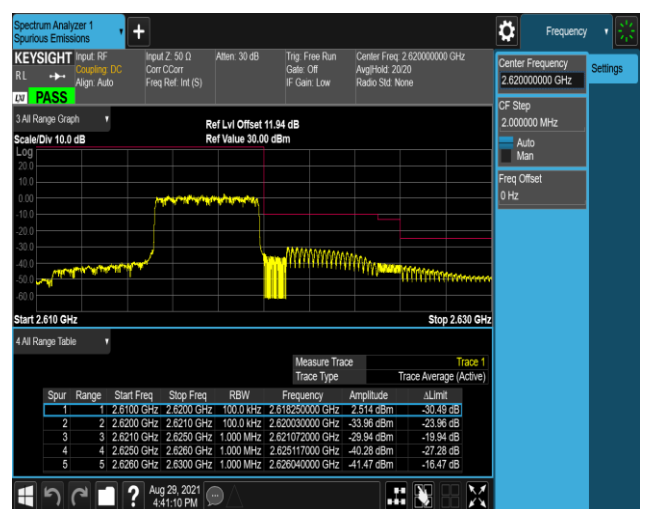 Spectrum Analyzer 1
Spurious Emissions
+
Frequency
KEYSIGHT Input: RF Input Z: 50 Ω Atten: 30 dB Trig: Free Run Center Freq: 2.620000000 GHz
RL Coupling: DC Corr CCorr Gate: Off Avg|Hold: 20/20
Align: Auto Freq Ref: Int (S) IF Gain: Low Radio Std: None
LXI PASS
Center Frequency
2.620000000 GHz
Settings
CF Step
2.000000 MHz
Auto
Man
Freq Offset
0 Hz
3 All Range Graph
Ref Lvl Offset 11.94 dB
Scale/Div 10.0 dB Ref Value 30.00 dBm
Log
20.0
10.0
0.00
-10.0
-20.0
-30.0
-40.0
-50.0
-60.0
Start 2.610 GHz Stop 2.630 GHz
4 All Range Table
Measure Trace Trace 1
Trace Type Trace Average (Active)
Spur Range Start Freq Stop Freq RBW Frequency Amplitude ΔLimit
1 1 2.6100 GHz 2.6200 GHz 100.0 kHz 2.618250000 GHz 2.514 dBm -30.49 dB
2 2 2.6200 GHz 2.6210 GHz 100.0 kHz 2.620030000 GHz -33.96 dBm -23.96 dB
3 3 2.6210 GHz 2.6250 GHz 1.000 MHz 2.621072000 GHz -29.94 dBm -19.94 dB
4 4 2.6250 GHz 2.6260 GHz 1.000 MHz 2.625117000 GHz -40.28 dBm -27.28 dB
5 5 2.6260 GHz 2.6300 GHz 1.000 MHz 2.626040000 GHz -41.47 dBm -16.47 dB
? Aug 29, 2021
4:41:10 PM